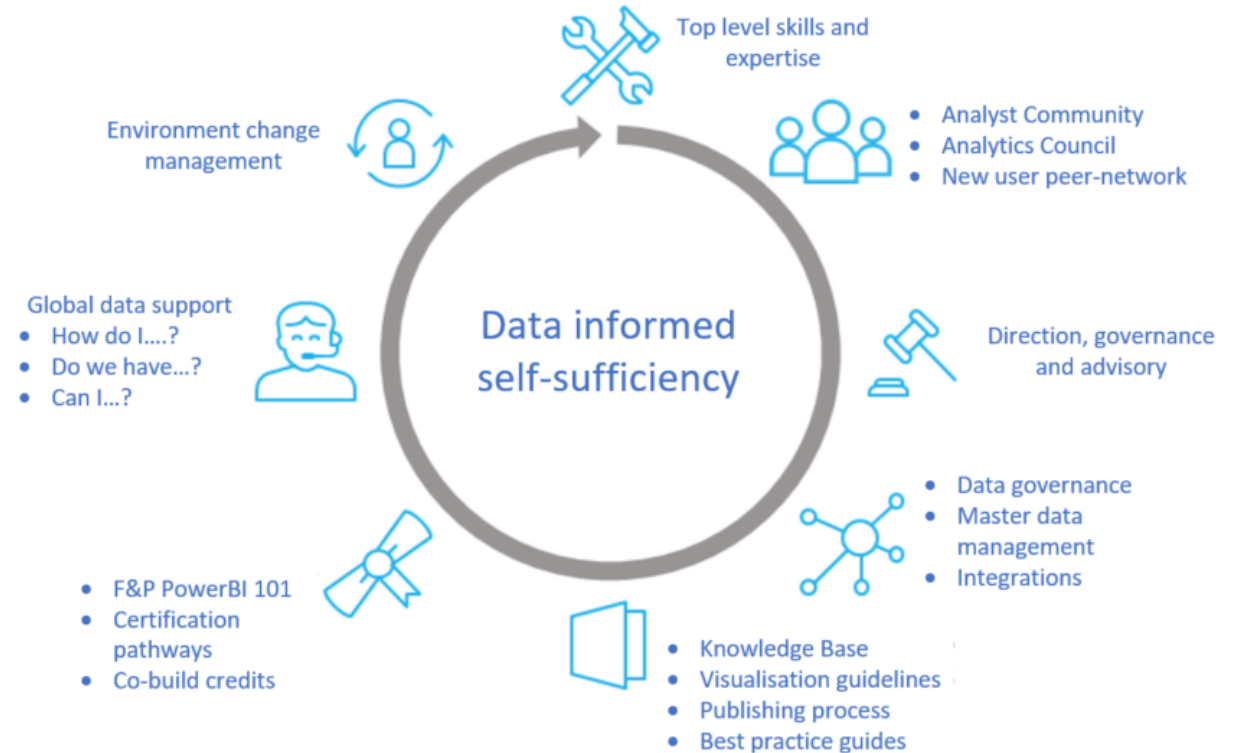 Top level skills and
expertise
• Analyst Community
• Analytics Council
• New user peer-network
Direction, governance
and advisory
• Data governance
• Master data
management
• Integrations
• Knowledge Base
• Visualisation guidelines
• Publishing process
• Best practice guides
• F&P PowerBI 101
• Certification
pathways
• Co-build credits
Global data support
• How do I....?
• Do we have...?
• Can I...?
Environment change
management
Data informed
self-sufficiency